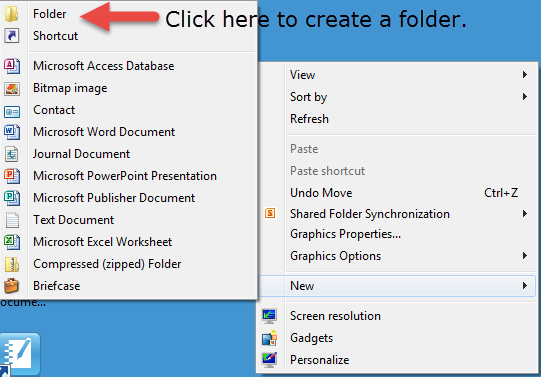 Folder
Click here to create a folder.
Shortcut
Microsoft Access Database
Bitmap image
Contact
Microsoft Word Document
Journal Document
Microsoft PowerPoint Presentation
Microsoft Publisher Document
Text Document
Microsoft Excel Worksheet
Compressed (zipped) Folder
Briefcase
View
Sort by
Refresh
Paste
Paste shortcut
Undo Move Ctrl+Z
Shared Folder Synchronization
Graphics Properties...
Graphics Options
New
Screen resolution
Gadgets
Personalize
ocume...